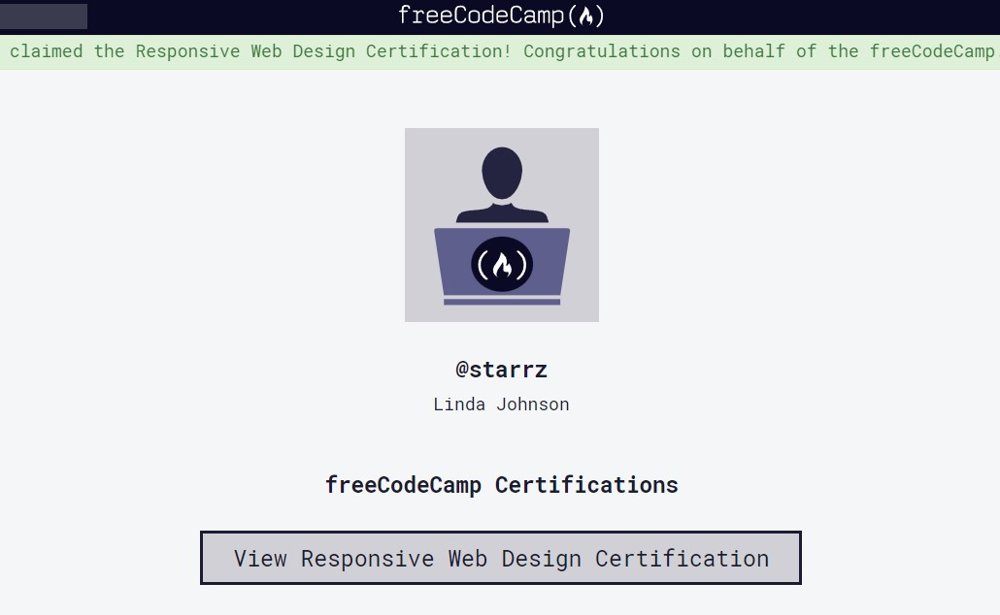 freeCodeCamp
claimed the Responsive Web Design Certification! Congratulations on behalf of the freeCodeCamp
@starrz
Linda Johnson
freeCodeCamp Certifications
View Responsive Web Design Certification